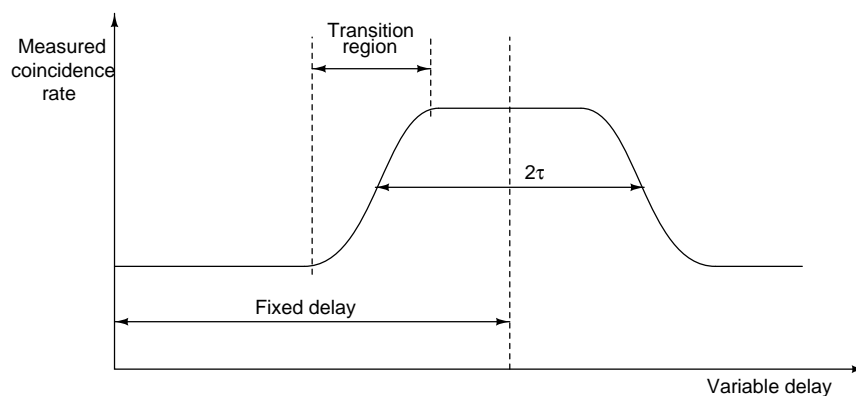 Measured
coincidence
rate
Transition
region
2τ
Fixed delay
Variable delay